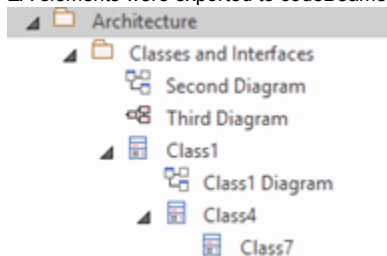 Architecture
Classes and Interfaces
Second Diagram
Third Diagram
Class1
Class1 Diagram
Class4
Class7